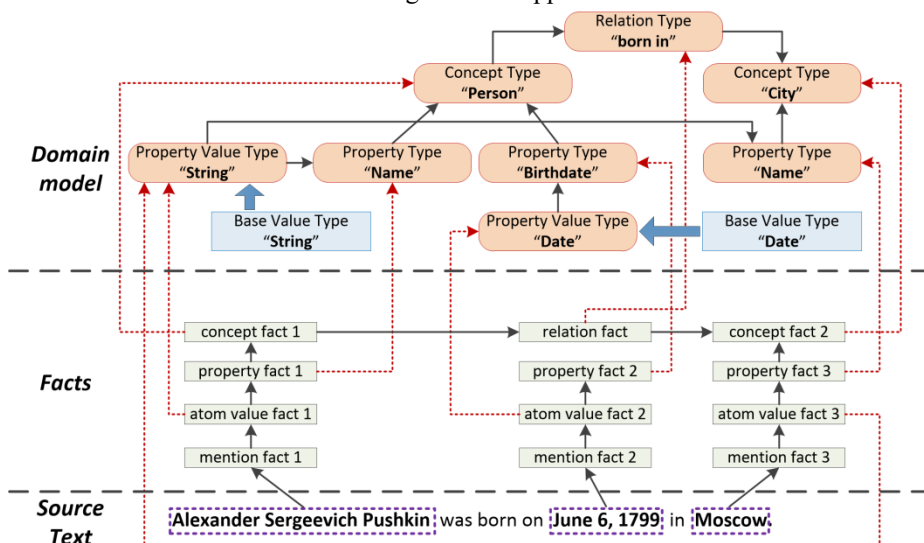 Relation Type
“born in”
Concept Type
“Person”
Concept Type
“City”
Domain
model
Property Value Type
“String”
Property Type
“Name”
Property Type
“Birthdate”
Property Type
“Name”
Base Value Type
“String”
Property Value Type
“Date”
Base Value Type
“Date”
Facts
concept fact 1
relation fact
concept fact 2
property fact 1
property fact 2
property fact 3
atom value fact 1
atom value fact 2
atom value fact 3
mention fact 1
mention fact 2
mention fact 3
Source
Text
Alexander Sergeevich Pushkin was born on June 6, 1799 in Moscow.